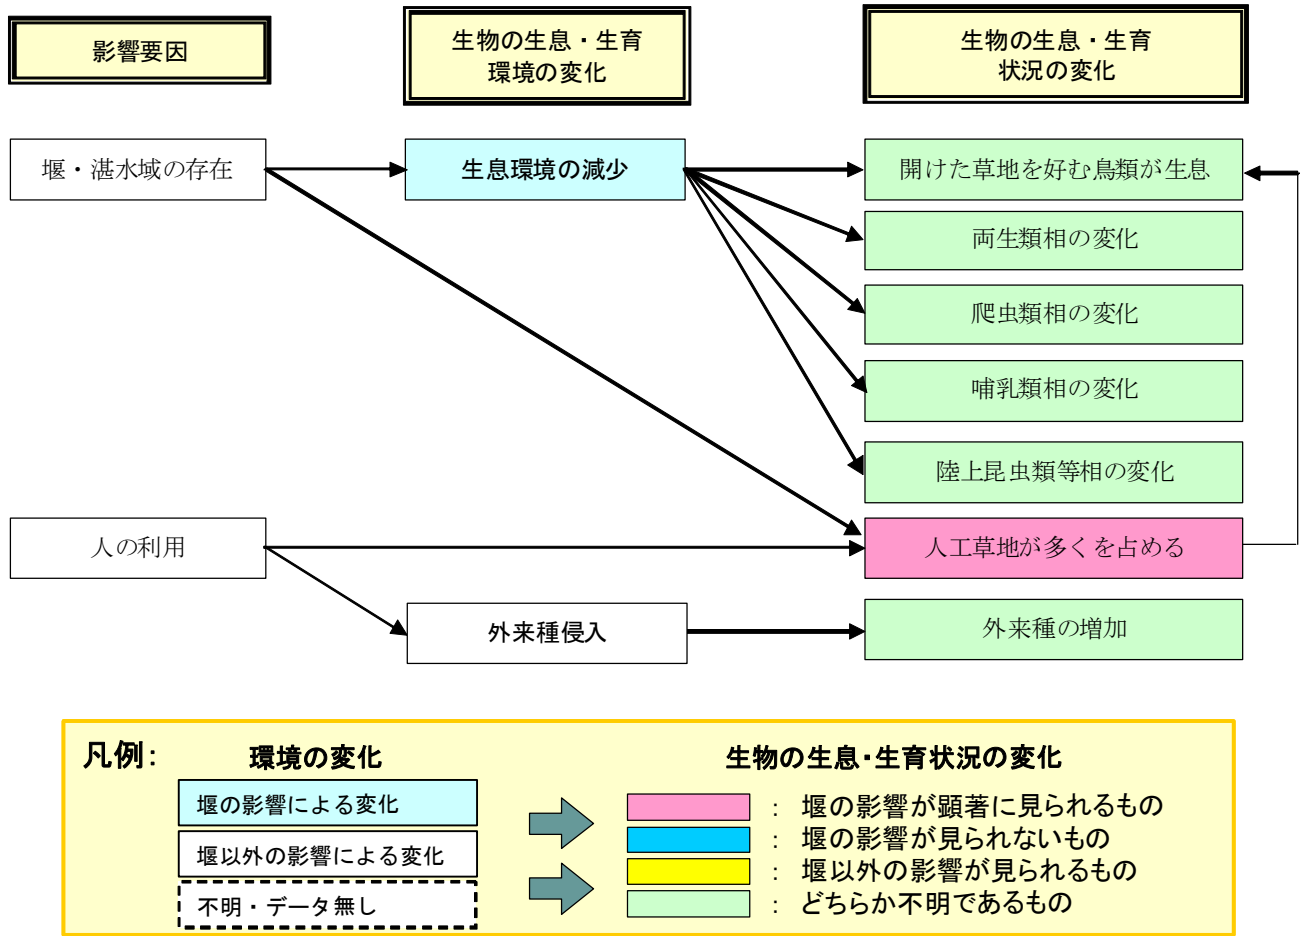 影響要因
生物の生息・生育
環境の変化
生物の生息・生育
状況の変化
堰・湛水域の存在
生息環境の減少
開けた草地を好む鳥類が生息
両生類相の変化
爬虫類相の変化
哺乳類相の変化
陸上昆虫類等相の変化
人の利用
人工草地が多くを占める
外来種侵入
外来種の増加
凡例:
環境の変化
生物の生息・生育状況の変化
堰の影響による変化
堰以外の影響による変化
不明・データ無し
: 堰の影響が顕著に見られるもの
: 堰の影響が見られないもの
: 堰以外の影響が見られるもの
: どちらか不明であるもの